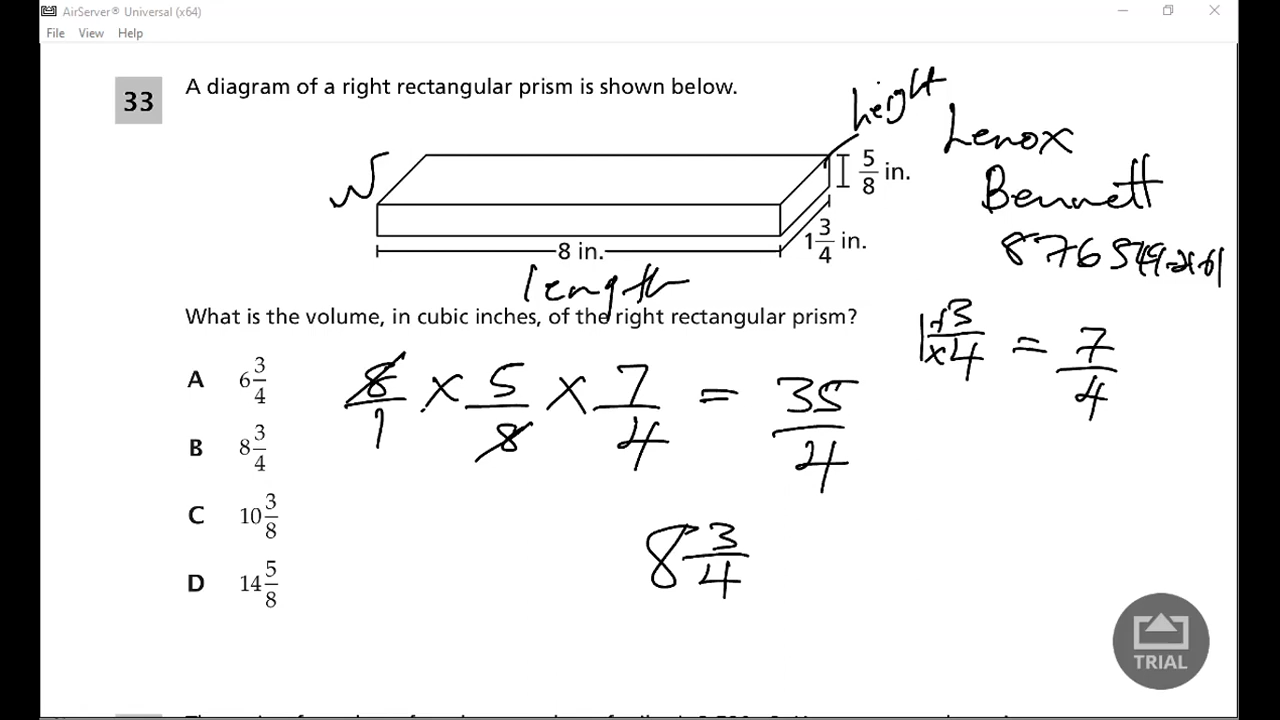 AirServer® Universal (x64)
File View Help
33
A diagram of a right rectangular prism is shown below.
height
Lenox
Bennett
W
5/8 in.
1 3/4 in.
8 in.
length
What is the volume, in cubic inches, of the right rectangular prism?
1 +3/×4 = 7/4
A 6 3/4
8/1 × 5/8 × 7/4 = 35/4
B 8 3/4
C 10 3/8
8 3/4
D 14 5/8
TRIAL